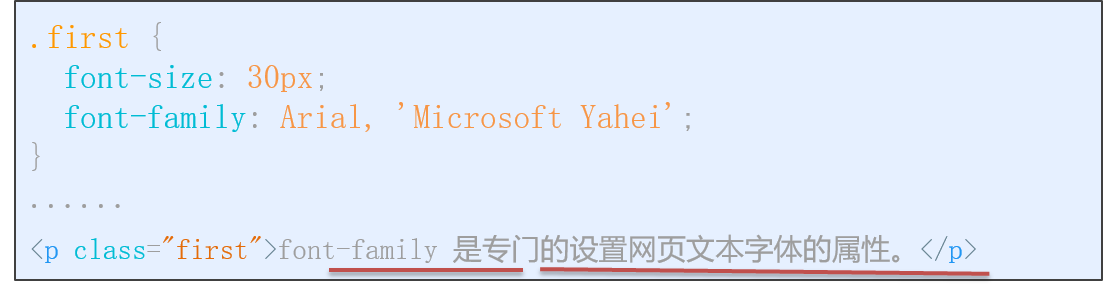 .first {
  font-size: 30px;
  font-family: Arial, 'Microsoft Yahei';
}
......
<p class="first">font-family 是专门的设置网页文本字体的属性。</p>